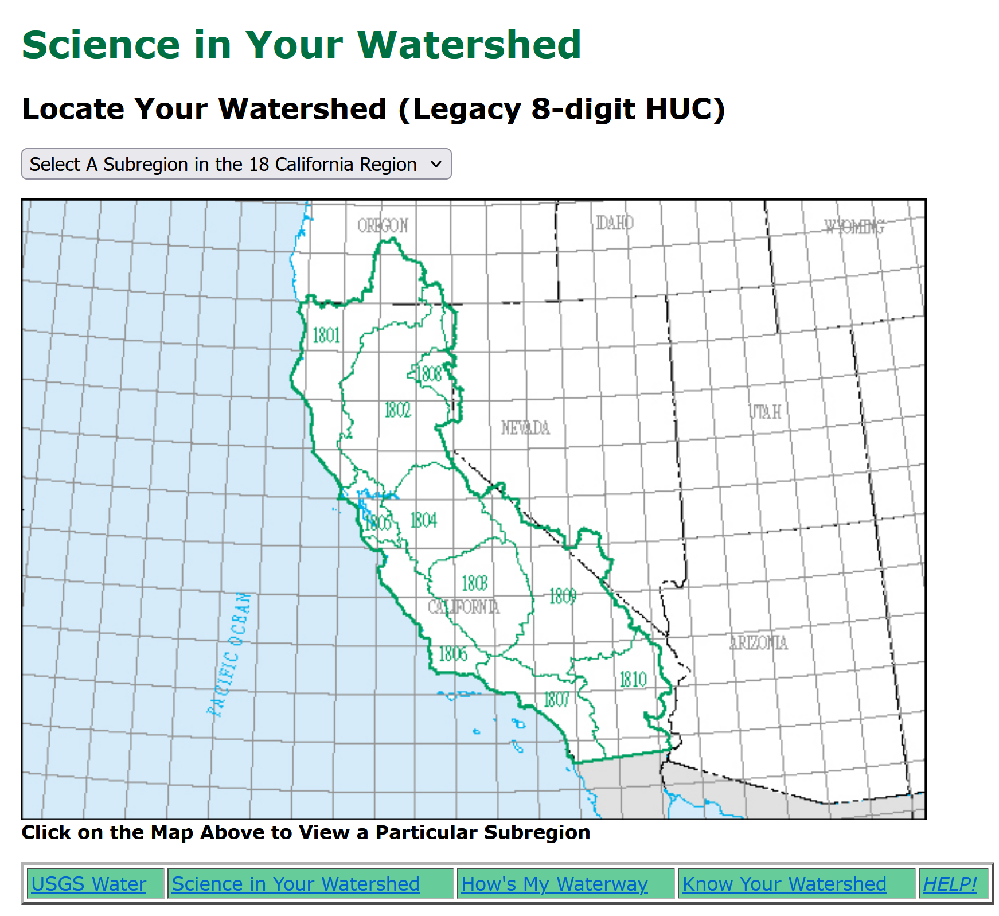 Science in Your Watershed
Locate Your Watershed (Legacy 8-digit HUC)
Select A Subregion in the 18 California Region
OREGON
IDAHO
WYOMING
1801
1808
1802
UTAH
NEVADA
1805
1804
1803
1809
CALIFORNIA
PACIFIC OCEAN
ARIZONIA
1806
1810
1807
Click on the Map Above to View a Particular Subregion
USGS Water
Science in Your Watershed
How's My Waterway
Know Your Watershed
HELP!